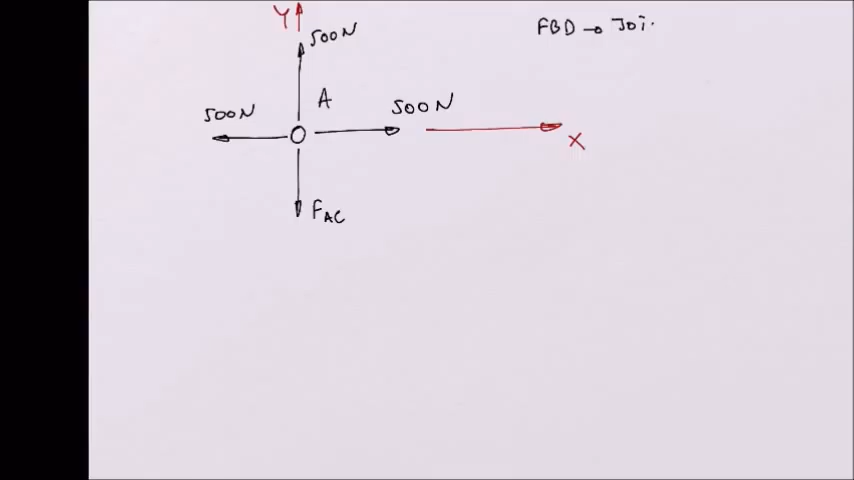 Y
500N
FBD → Joi
A
500N
500N
X
FAC